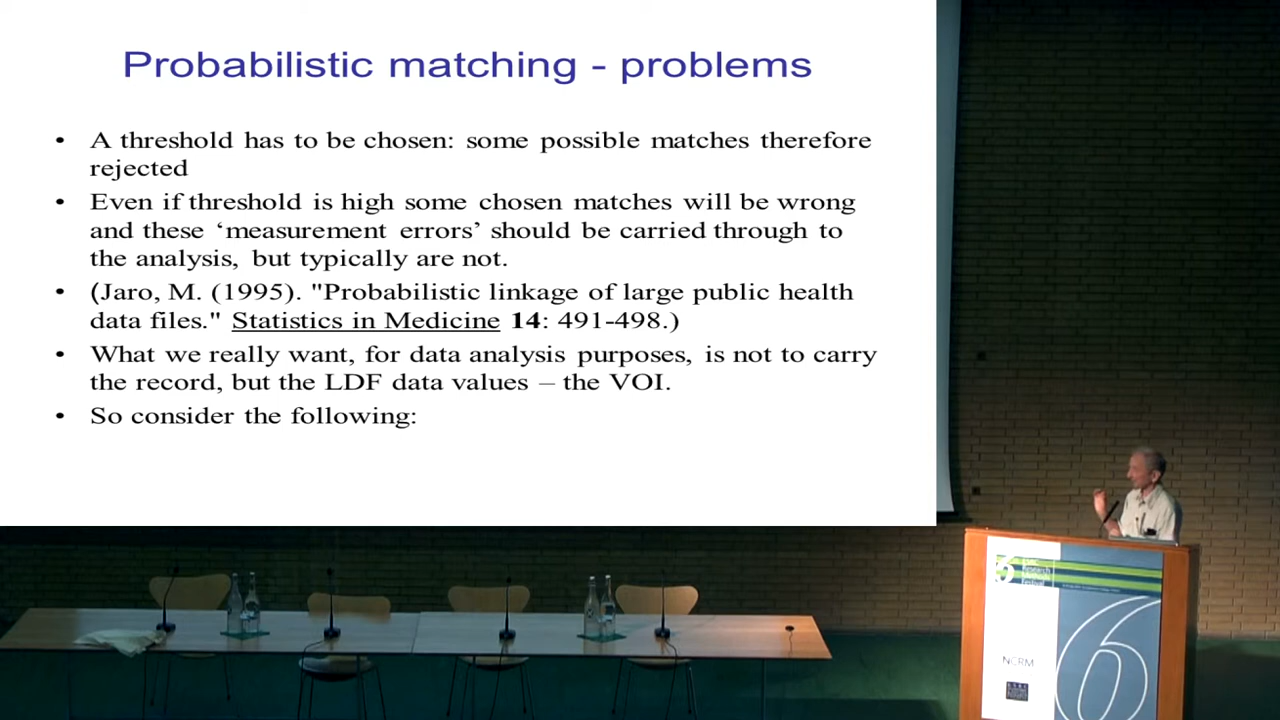 Probabilistic matching - problems
• A threshold has to be chosen: some possible matches therefore
rejected
• Even if threshold is high some chosen matches will be wrong
and these ‘measurement errors’ should be carried through to
the analysis, but typically are not.
• (Jaro, M. (1995). "Probabilistic linkage of large public health
data files." Statistics in Medicine 14: 491-498.)
• What we really want, for data analysis purposes, is not to carry
the record, but the LDF data values – the VOI.
• So consider the following:
6
Research
Festival
6
NCRM